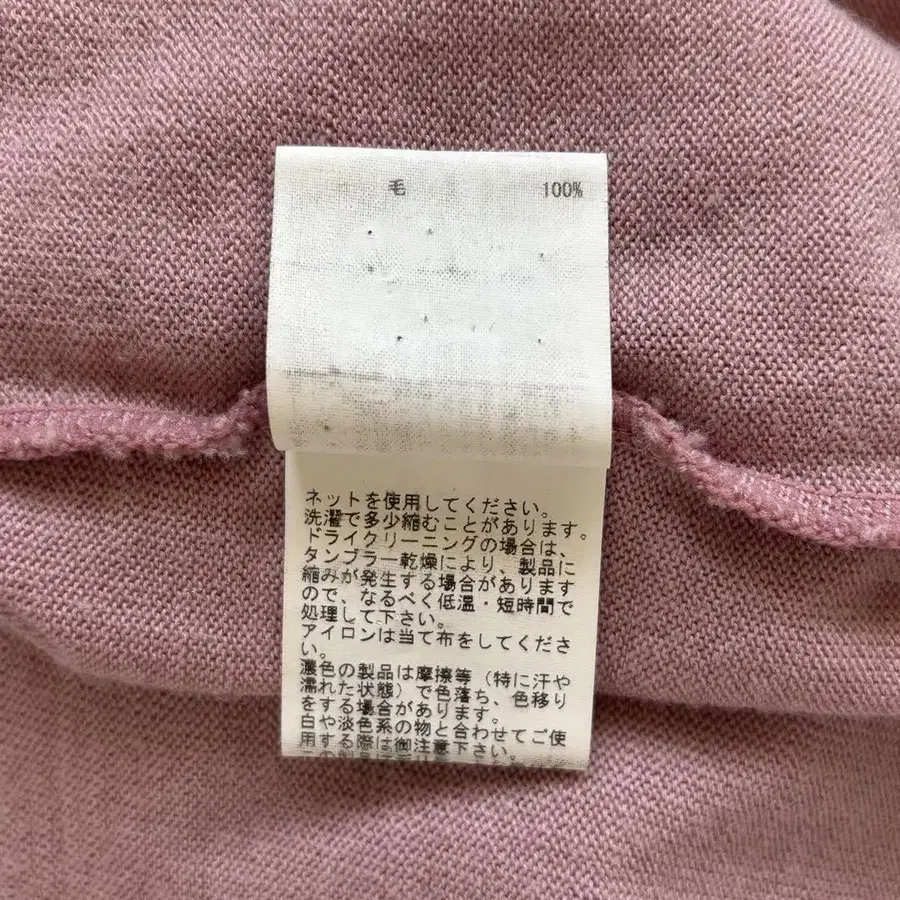 毛 100%
ネットを使用してください。
洗濯で多少縮むことがあります。
ドライクリーニングの場合は、
タンブラー乾燥により、製品に
縮みが発生する場合があります
ので、なるべく低温・短時間で
処理して下さい。
アイロンは当て布をしてくださ
い。
濃色の製品は摩擦等（特に汗や
濡れた状態）で色落ち、色移り
をする場合があります。
白や淡色系の物と合わせてご使
用する際は御注意下さい。